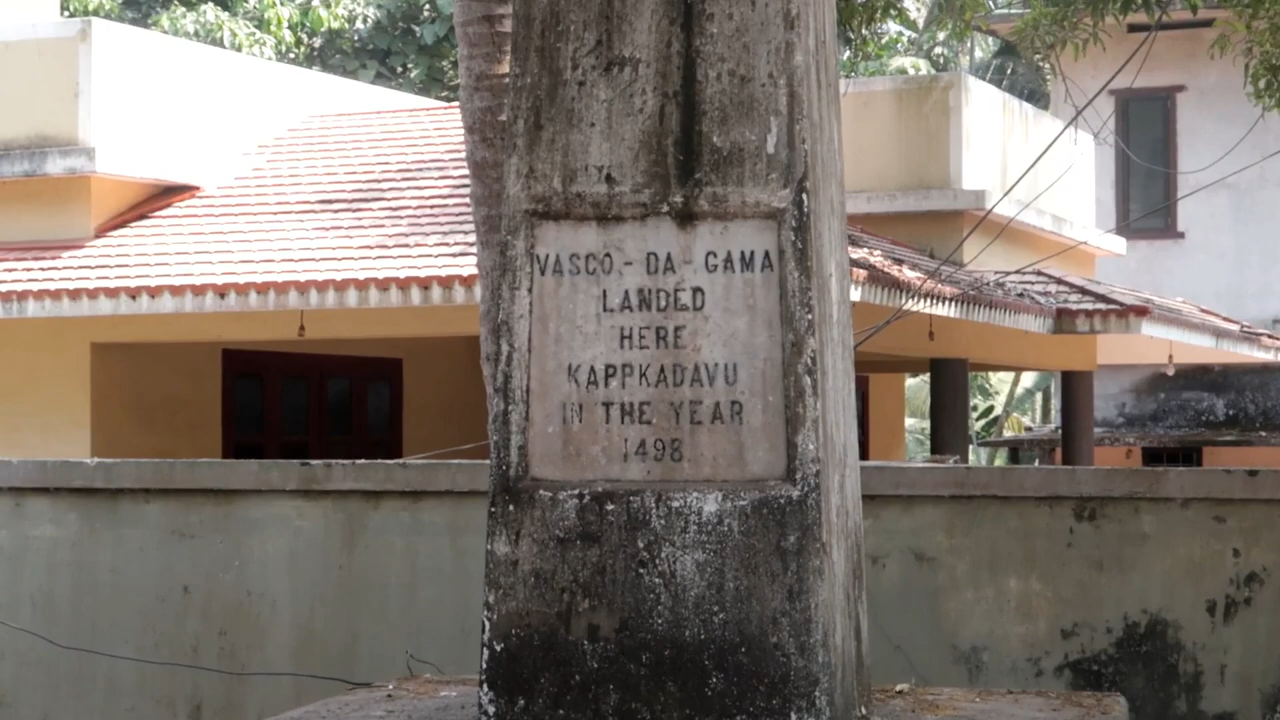 VASCO-DA-GAMA
LANDED
HERE
KAPPKADAVU
IN THE YEAR
1498